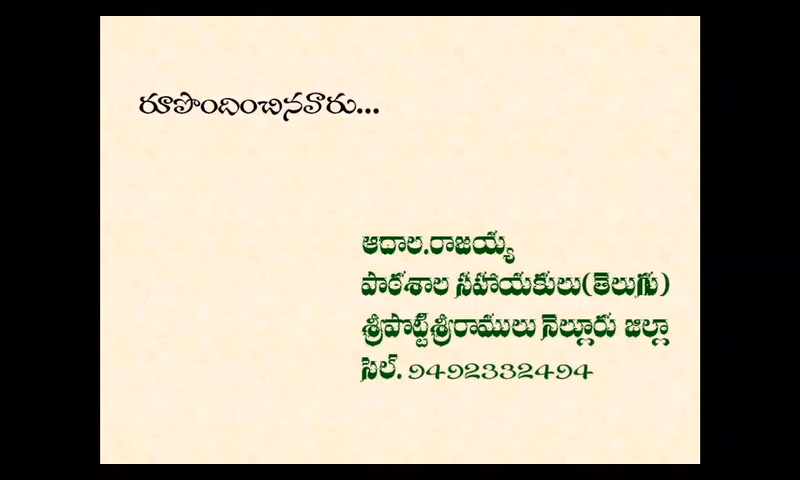 రూపొందించినవారు...
ఆదాల.రాజయ్య
పాఠశాల సహాయకులు(తెలుగు)
శ్రీపొట్టిశ్రీరాములు నెల్లూరు జిల్లా
సెల్. 9492332494